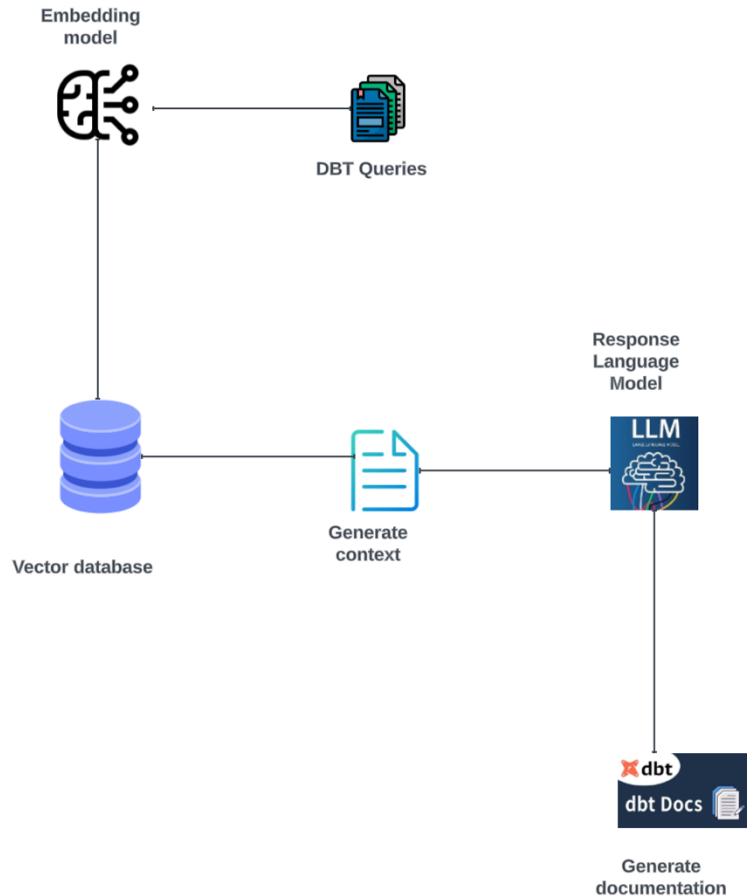 Embedding
model
DBT Queries
Response
Language
Model
LLM
Vector database
Generate
context
dbt
dbt Docs
Generate
documentation